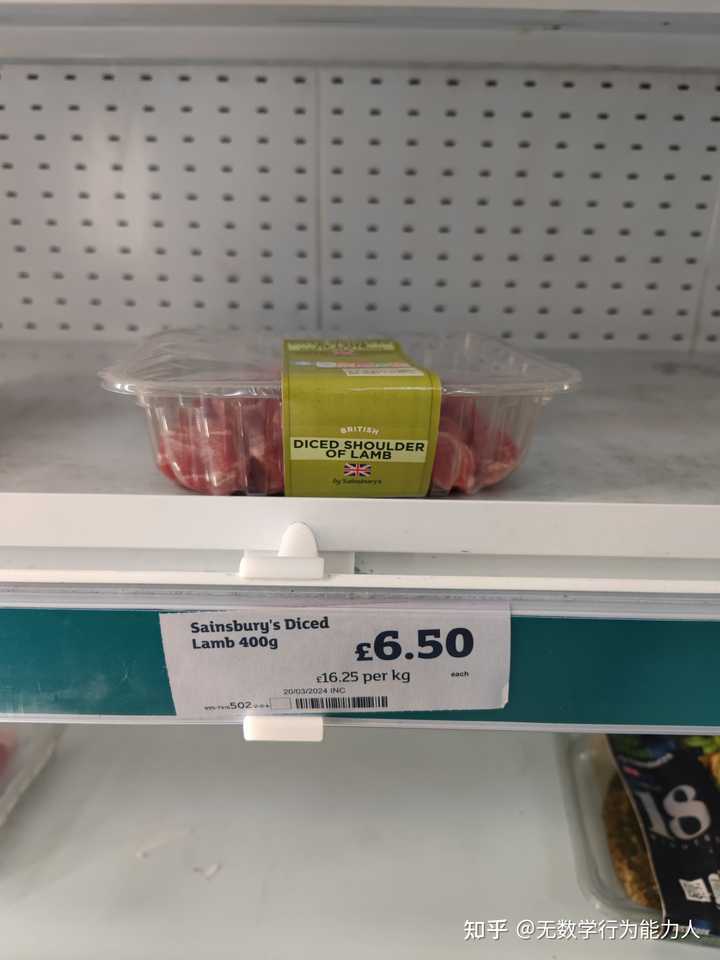 BRITISH
DICED SHOULDER
OF LAMB
by Sainsbury's
Sainsbury's Diced
Lamb 400g
£6.50
£16.25 per kg
each
20/03/2024 INC
502
18
知乎 @无数学行为能力人